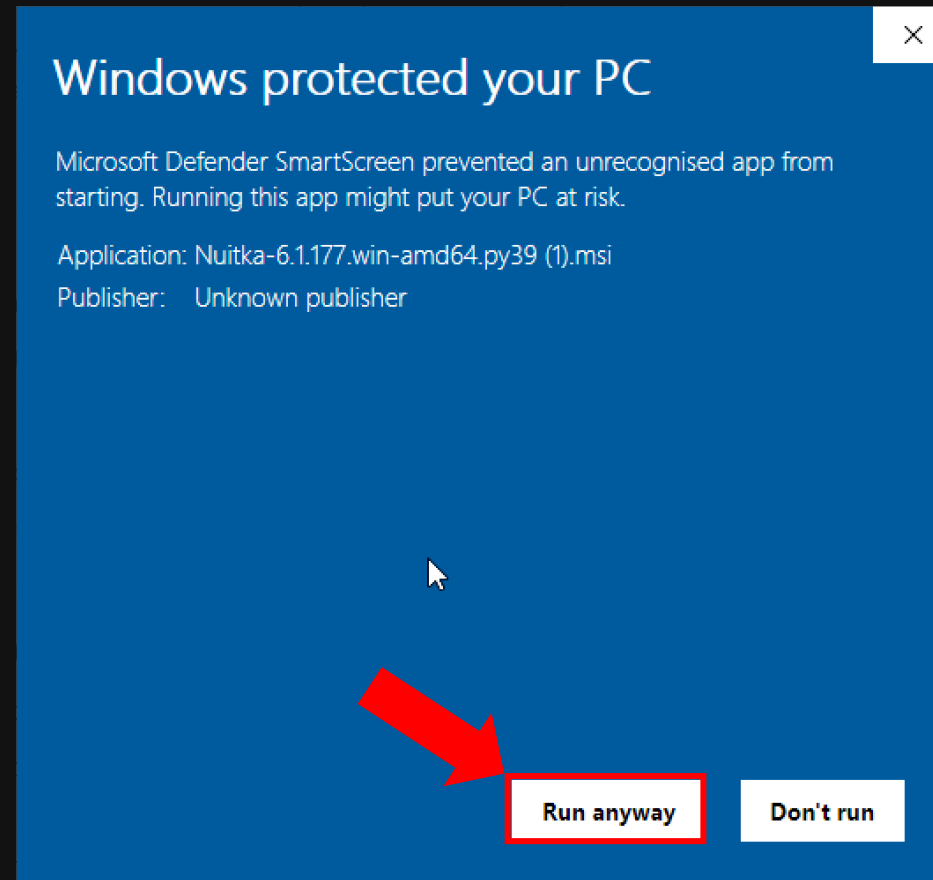 Windows protected your PC
Microsoft Defender SmartScreen prevented an unrecognised app from
starting. Running this app might put your PC at risk.
Application: Nuitka-6.1.177.win-amd64.py39 (1).msi
Publisher: Unknown publisher
Run anyway Don't run